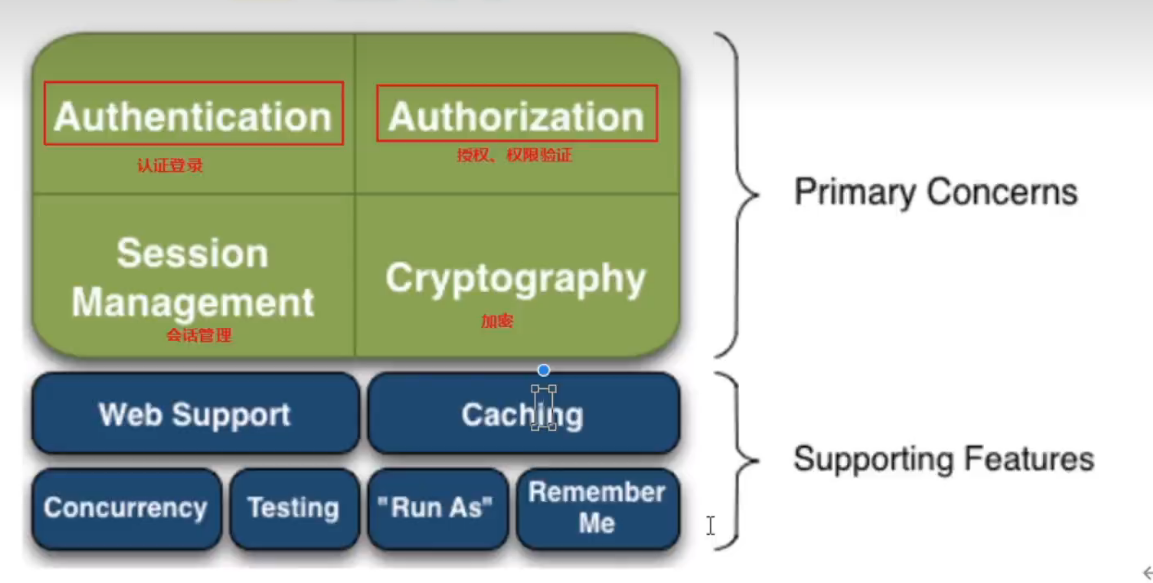 Authentication
认证登录
Authorization
授权、权限验证
Session
Management
会话管理
Cryptography
加密
Primary Concerns
Web Support
Caching
Concurrency
Testing
"Run As"
Remember
Me
Supporting Features